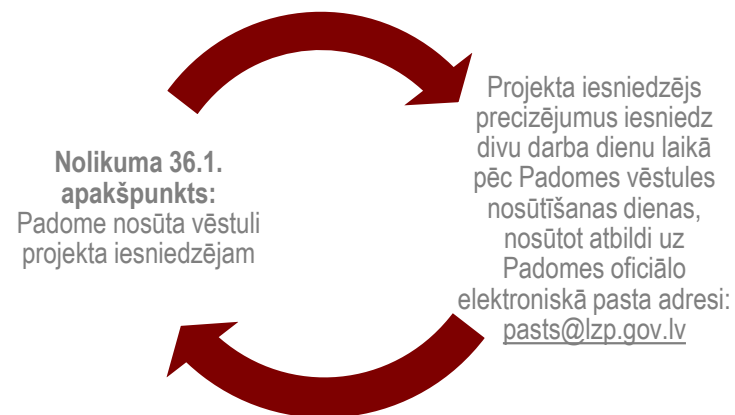 Nolikuma 36.1.
apakšpunkts:
Padome nosūta vēstuli
projekta iesniedzējam
Projekta iesniedzējs
precizējumus iesniedz
divu darba dienu laikā
pēc Padomes vēstules
nosūtīšanas dienas,
nosūtot atbildi uz
Padomes oficiālo
elektroniskā pasta adresi:
pasts@lzp.gov.lv